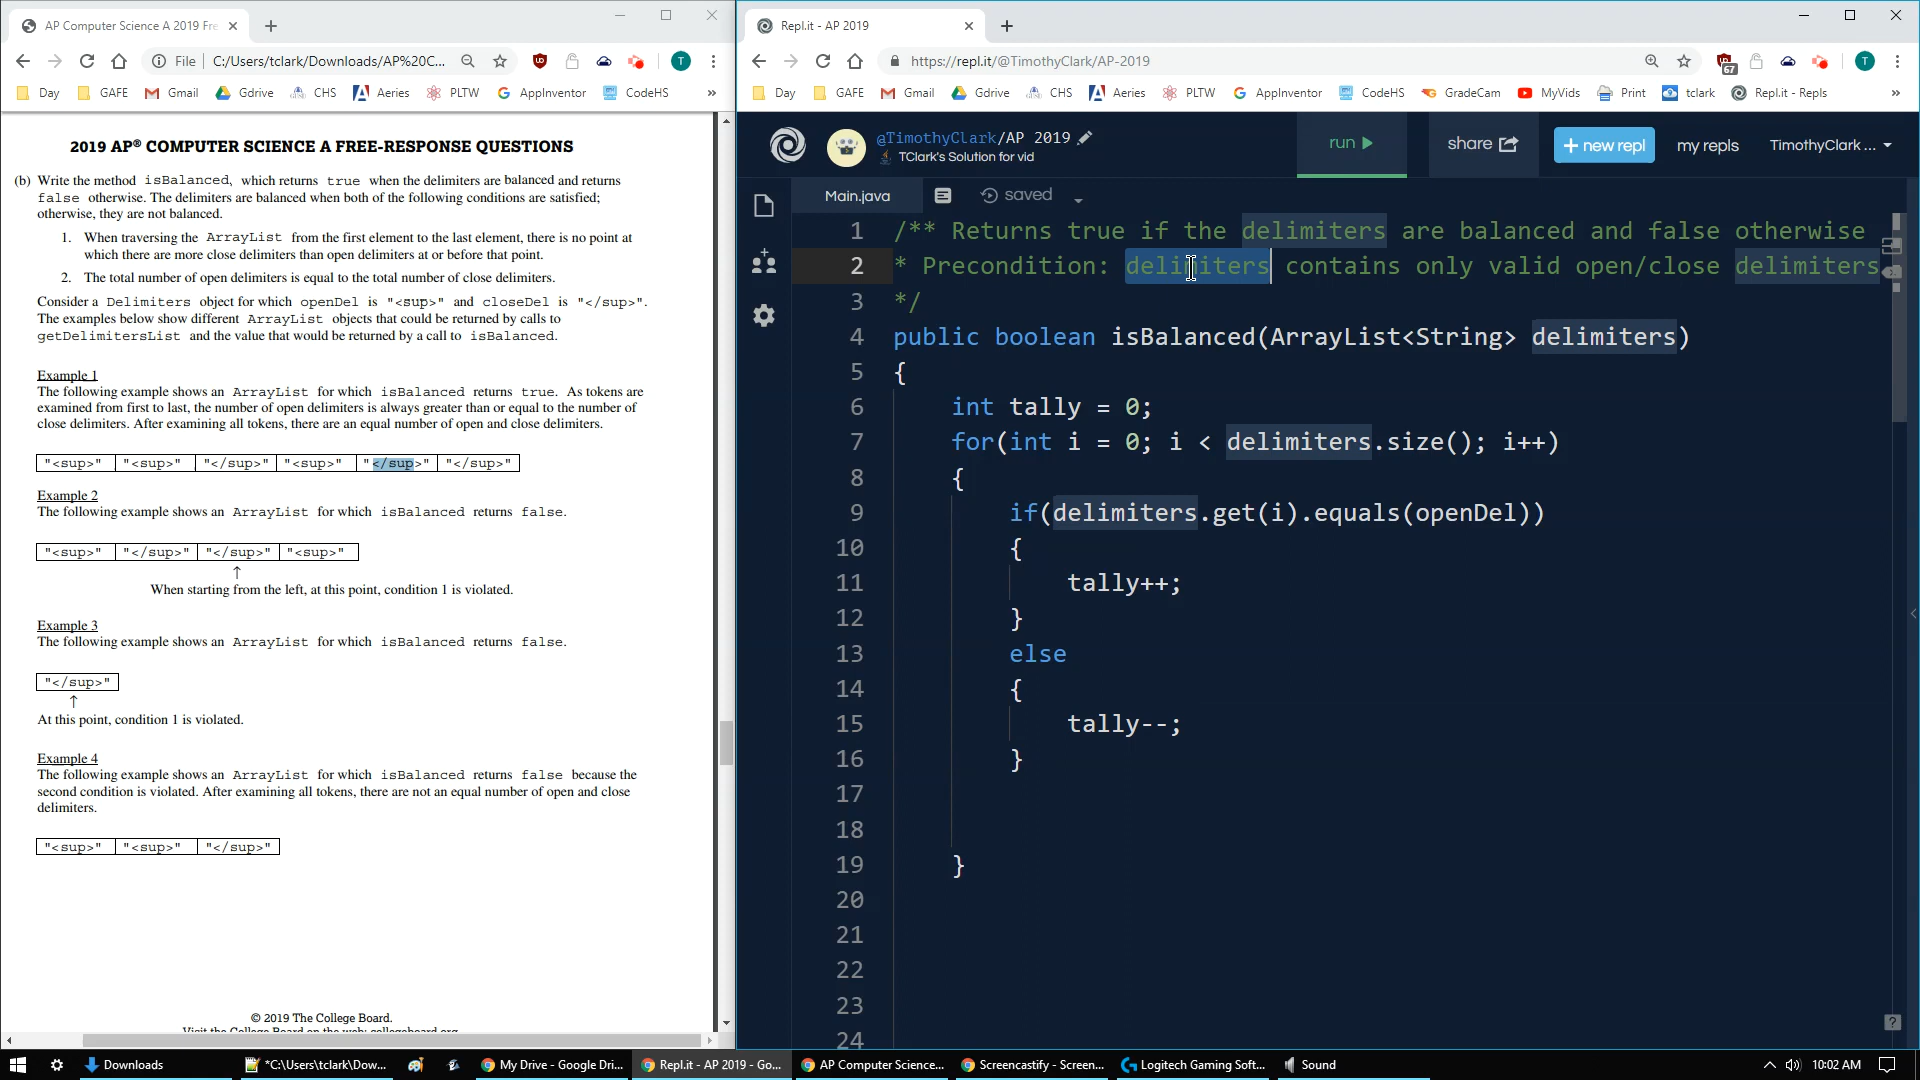 AP Computer Science A 2019 Fre
File C:/Users/tclark/Downloads/AP%20C... T
Day GAFE Gmail Gdrive CHS Aeries PLTW AppInventor CodeHS »
2019 AP® COMPUTER SCIENCE A FREE-RESPONSE QUESTIONS
(b) Write the method isBalanced, which returns true when the delimiters are balanced and returns
false otherwise. The delimiters are balanced when both of the following conditions are satisfied;
otherwise, they are not balanced.
1. When traversing the ArrayList from the first element to the last element, there is no point at
which there are more close delimiters than open delimiters at or before that point.
2. The total number of open delimiters is equal to the total number of close delimiters.
Consider a Delimiters object for which openDel is "<sup>" and closeDel is "</sup>".
The examples below show different ArrayList objects that could be returned by calls to
getDelimitersList and the value that would be returned by a call to isBalanced.
Example 1
The following example shows an ArrayList for which isBalanced returns true. As tokens are
examined from first to last, the number of open delimiters is always greater than or equal to the number of
close delimiters. After examining all tokens, there are an equal number of open and close delimiters.
"<sup>" "<sup>" "</sup>" "<sup>" "</sup>" "</sup>"
Example 2
The following example shows an ArrayList for which isBalanced returns false.
"<sup>" "</sup>" "</sup>" "<sup>"
↑
When starting from the left, at this point, condition 1 is violated.
Example 3
The following example shows an ArrayList for which isBalanced returns false.
"</sup>"
↑
At this point, condition 1 is violated.
Example 4
The following example shows an ArrayList for which isBalanced returns false because the
second condition is violated. After examining all tokens, there are not an equal number of open and close
delimiters.
"<sup>" "<sup>" "</sup>"
© 2019 The College Board.
Visit the College Board on the web: collegeboard.org
Repl.it - AP 2019
https://repl.it/@TimothyClark/AP-2019 67 T
Day GAFE Gmail Gdrive CHS Aeries PLTW AppInventor CodeHS GradeCam MyVids Print tclark Repl.it - Repls »
@TimothyClark/AP 2019
TClark's Solution for vid
run share + new repl my repls TimothyClark ...
Main.java saved
1 /** Returns true if the delimiters are balanced and false otherwise
2 * Precondition: delimiters contains only valid open/close delimiters
3 */
4 public boolean isBalanced(ArrayList<String> delimiters)
5 {
6 int tally = 0;
7 for(int i = 0; i < delimiters.size(); i++)
8 {
9 if(delimiters.get(i).equals(openDel))
10 {
11 tally++;
12 }
13 else
14 {
15 tally--;
16 }
17
18
19 }
20
21
22
23
24
?
Downloads *C:\Users\tclark\Dow... My Drive - Google Dri... Repl.it - AP 2019 - Go... AP Computer Science... Screencastify - Screen... Logitech Gaming Soft... Sound 10:02 AM